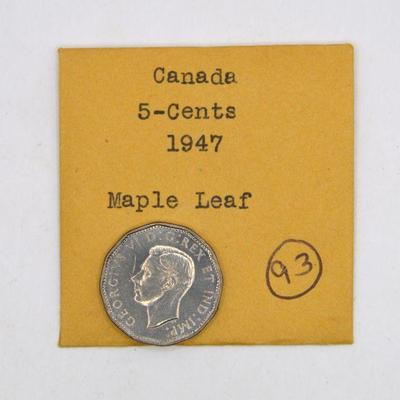 Canada
5-Cents
1947
Maple Leaf
93
GEORGIVS VI D:G:REX ET IND:IMP: